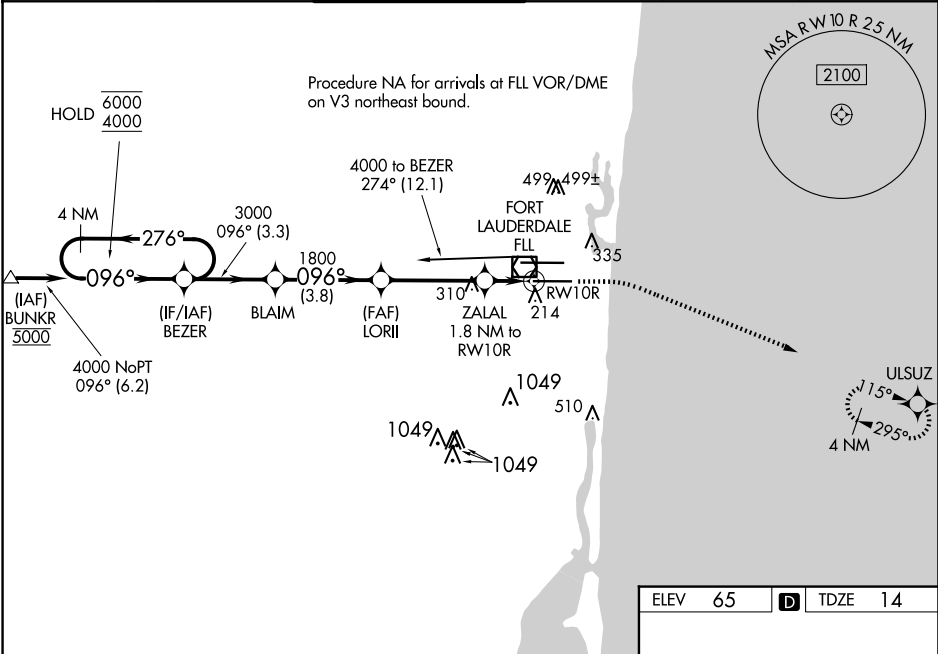 MSA RW 10 R 25 NM
2100
Procedure NA for arrivals at FLL VOR/DME
on V3 northeast bound.
HOLD
6000
4000
4000 to BEZER
274° (12.1)
499
499±
4 NM
276°
3000
096° (3.3)
FORT
LAUDERDALE
FLL
335
096°
1800
096°
(3.8)
310
RW10R
214
(IAF)
BUNKR
5000
(IF/IAF)
BEZER
BLAIM
(FAF)
LORII
ZALAL
1.8 NM to
RW10R
4000 NoPT
096° (6.2)
ULSUZ
115°
295°
4 NM
1049
510
1049
1049
ELEV 65 D TDZE 14